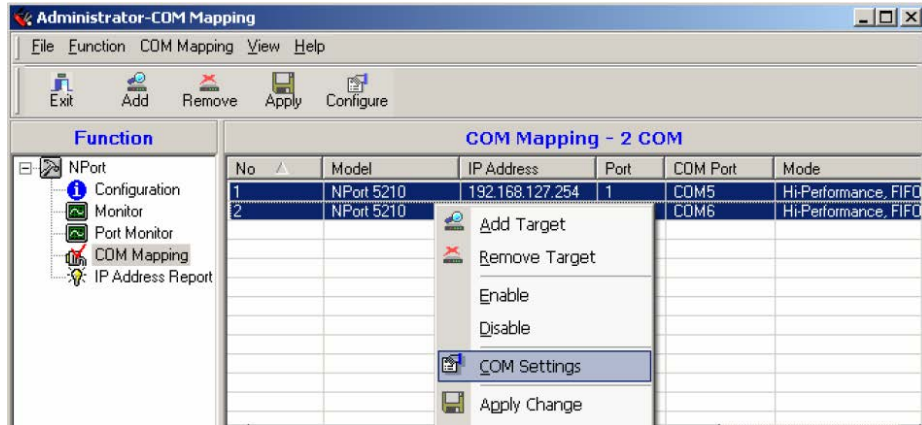 Administrator-COM Mapping
File Function COM Mapping View Help
Exit Add Remove Apply Configure
Function
COM Mapping - 2 COM
NPort
Configuration
Monitor
Port Monitor
COM Mapping
IP Address Report
No Model IP Address Port COM Port Mode
1 NPort 5210 192.168.127.254 1 COM5 Hi-Performance, FIFO
2 NPort 5210 COM6 Hi-Performance, FIFO
Add Target
Remove Target
Enable
Disable
COM Settings
Apply Change